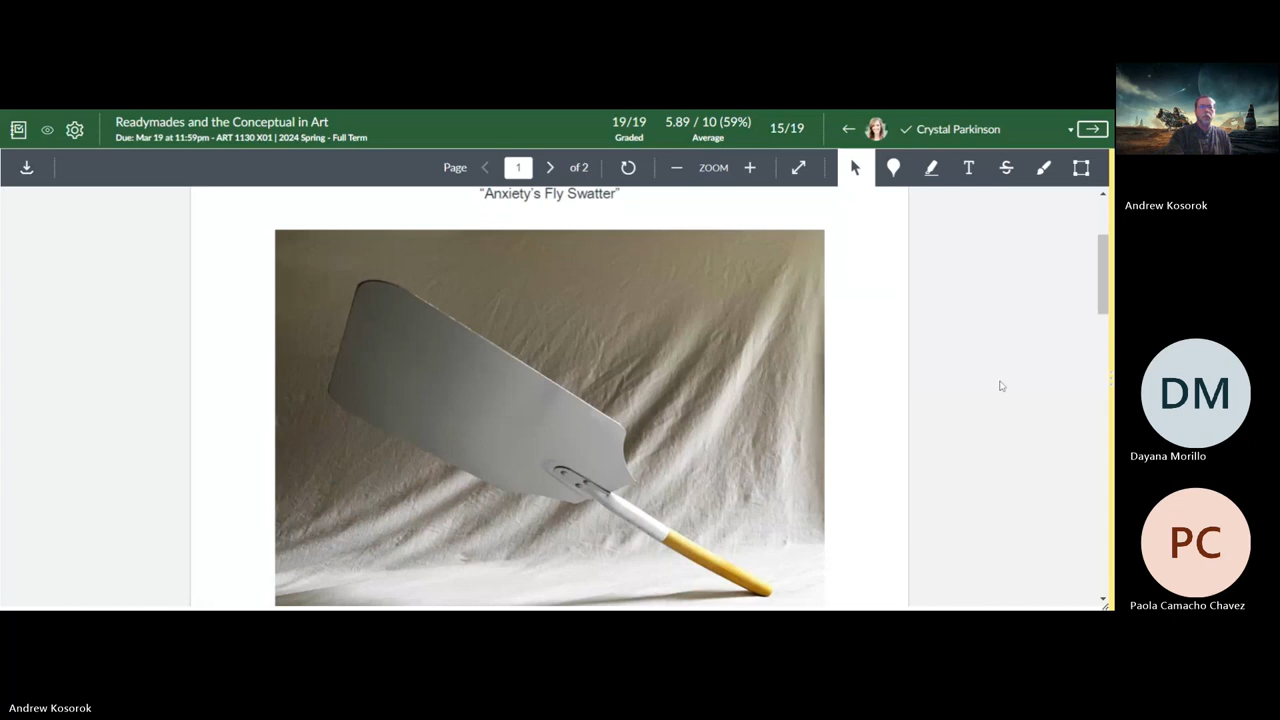 Readymades and the Conceptual in Art
Due: Mar 19 at 11:59pm - ART 1130 X01 | 2024 Spring - Full Term
19/19
Graded
5.89 / 10 (59%)
Average
15/19
Crystal Parkinson
Page
1
of 2
ZOOM
T
S
"Anxiety's Fly Swatter"
Andrew Kosorok
DM
Dayana Morillo
PC
Paola Camacho Chavez
Andrew Kosorok